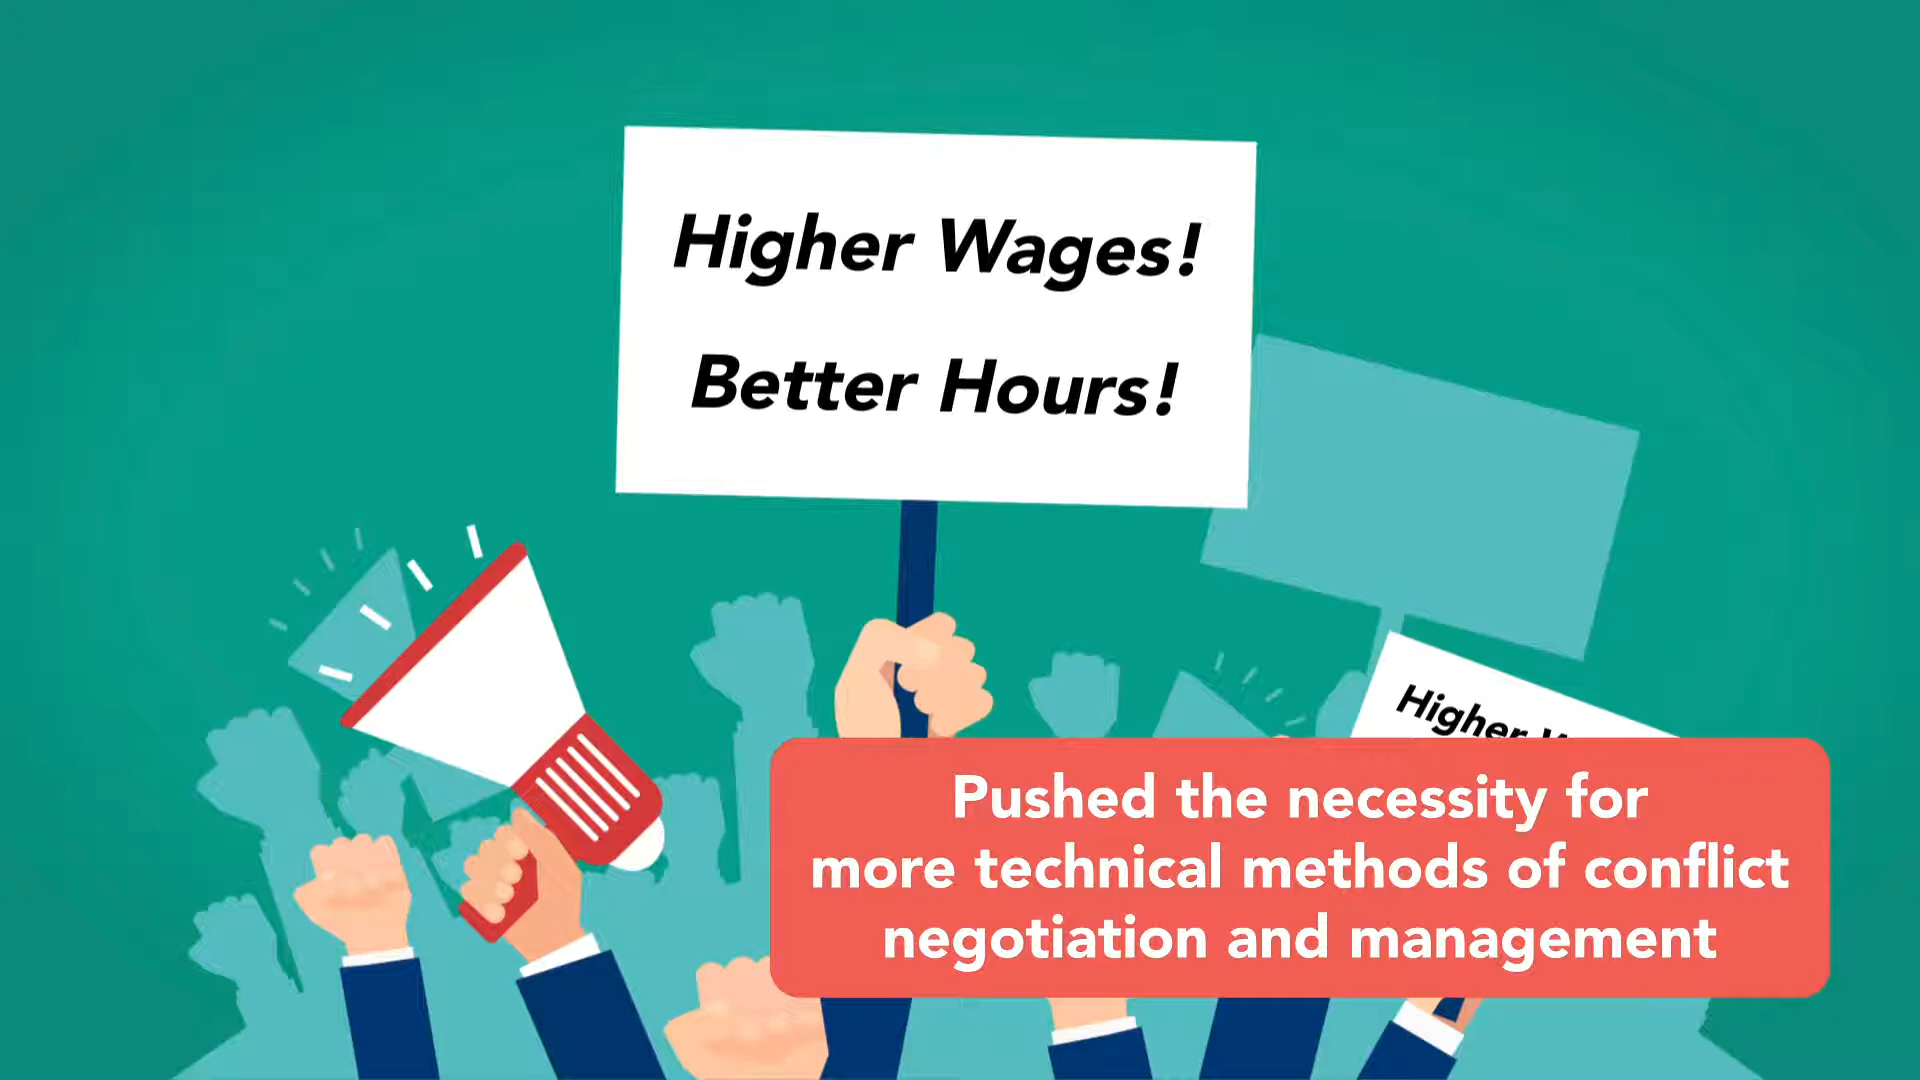 Higher Wages!
Better Hours!
Higher
Pushed the necessity for
more technical methods of conflict
negotiation and management